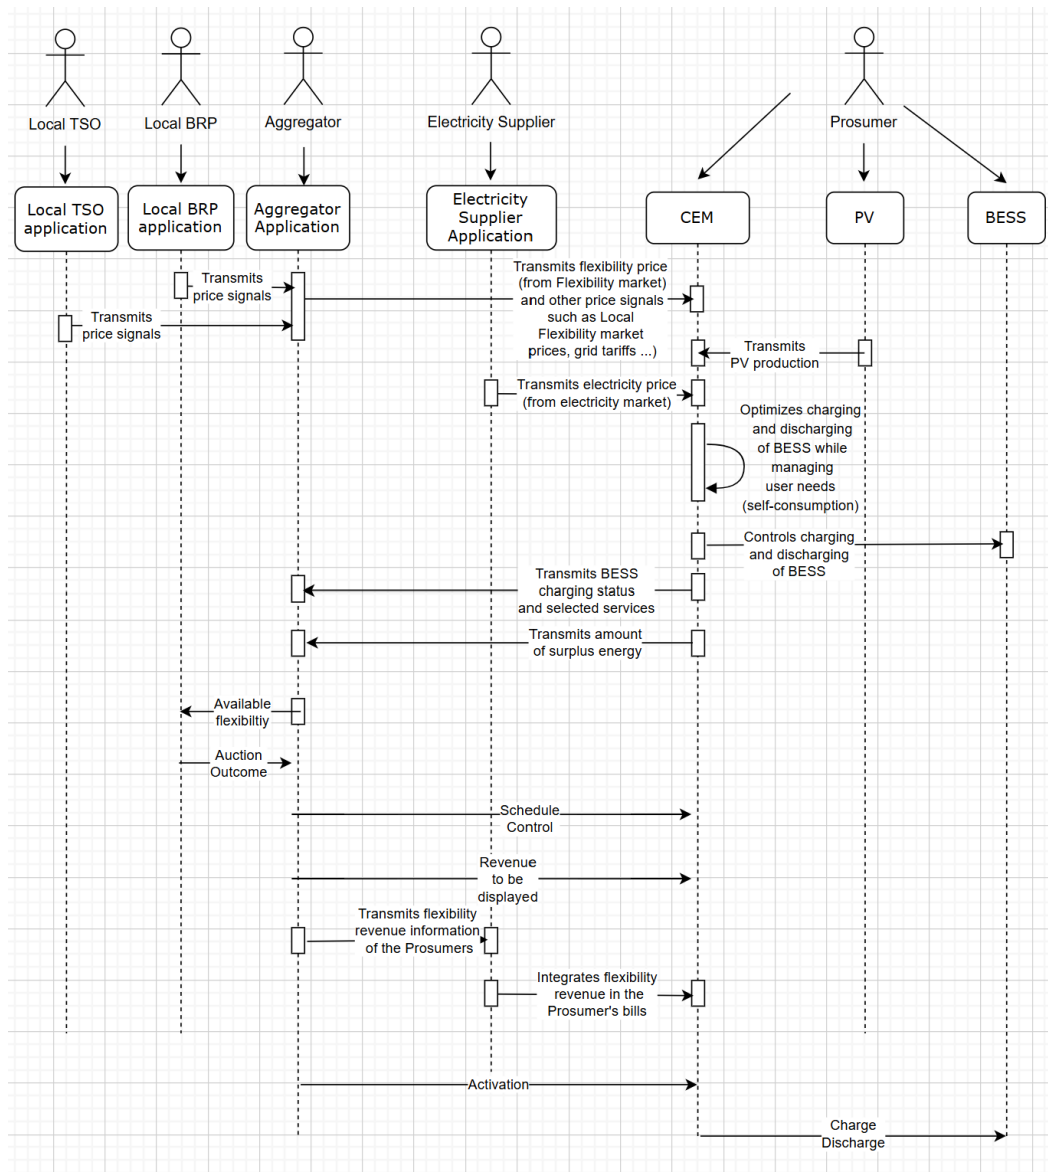 Local TSO
Local BRP
Aggregator
Electricity Supplier
Prosumer
Local TSO
application
Local BRP
application
Aggregator
Application
Electricity
Supplier
Application
CEM
PV
BESS
Transmits
price signals
Transmits flexibility price
(from Flexibility market)
and other price signals
such as Local
Flexibility market
prices, grid tariffs ...)
Transmits
price signals
Transmits
PV production
Transmits electricity price
(from electricity market)
Optimizes charging
and discharging
of BESS while
managing
user needs
(self-consumption)
Controls charging
and discharging
of BESS
Transmits BESS
charging status
and selected services
Transmits amount
of surplus energy
Available
flexibiltiy
Auction
Outcome
Schedule
Control
Revenue
to be
displayed
Transmits flexibility
revenue information
of the Prosumers
Integrates flexibility
revenue in the
Prosumer's bills
Activation
Charge
Discharge